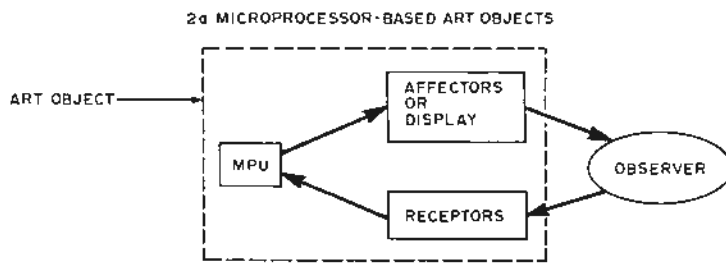 2a MICROPROCESSOR-BASED ART OBJECTS
ART OBJECT
AFFECTORS
OR
DISPLAY
MPU
OBSERVER
RECEPTORS